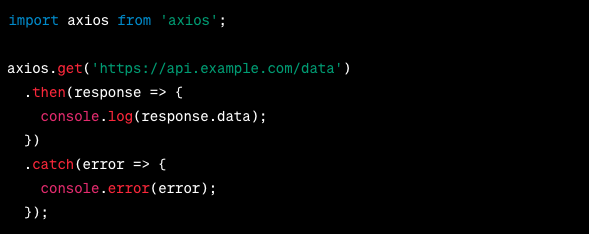 import axios from 'axios';

axios.get('https://api.example.com/data')
  .then(response => {
    console.log(response.data);
  })
  .catch(error => {
    console.error(error);
  });